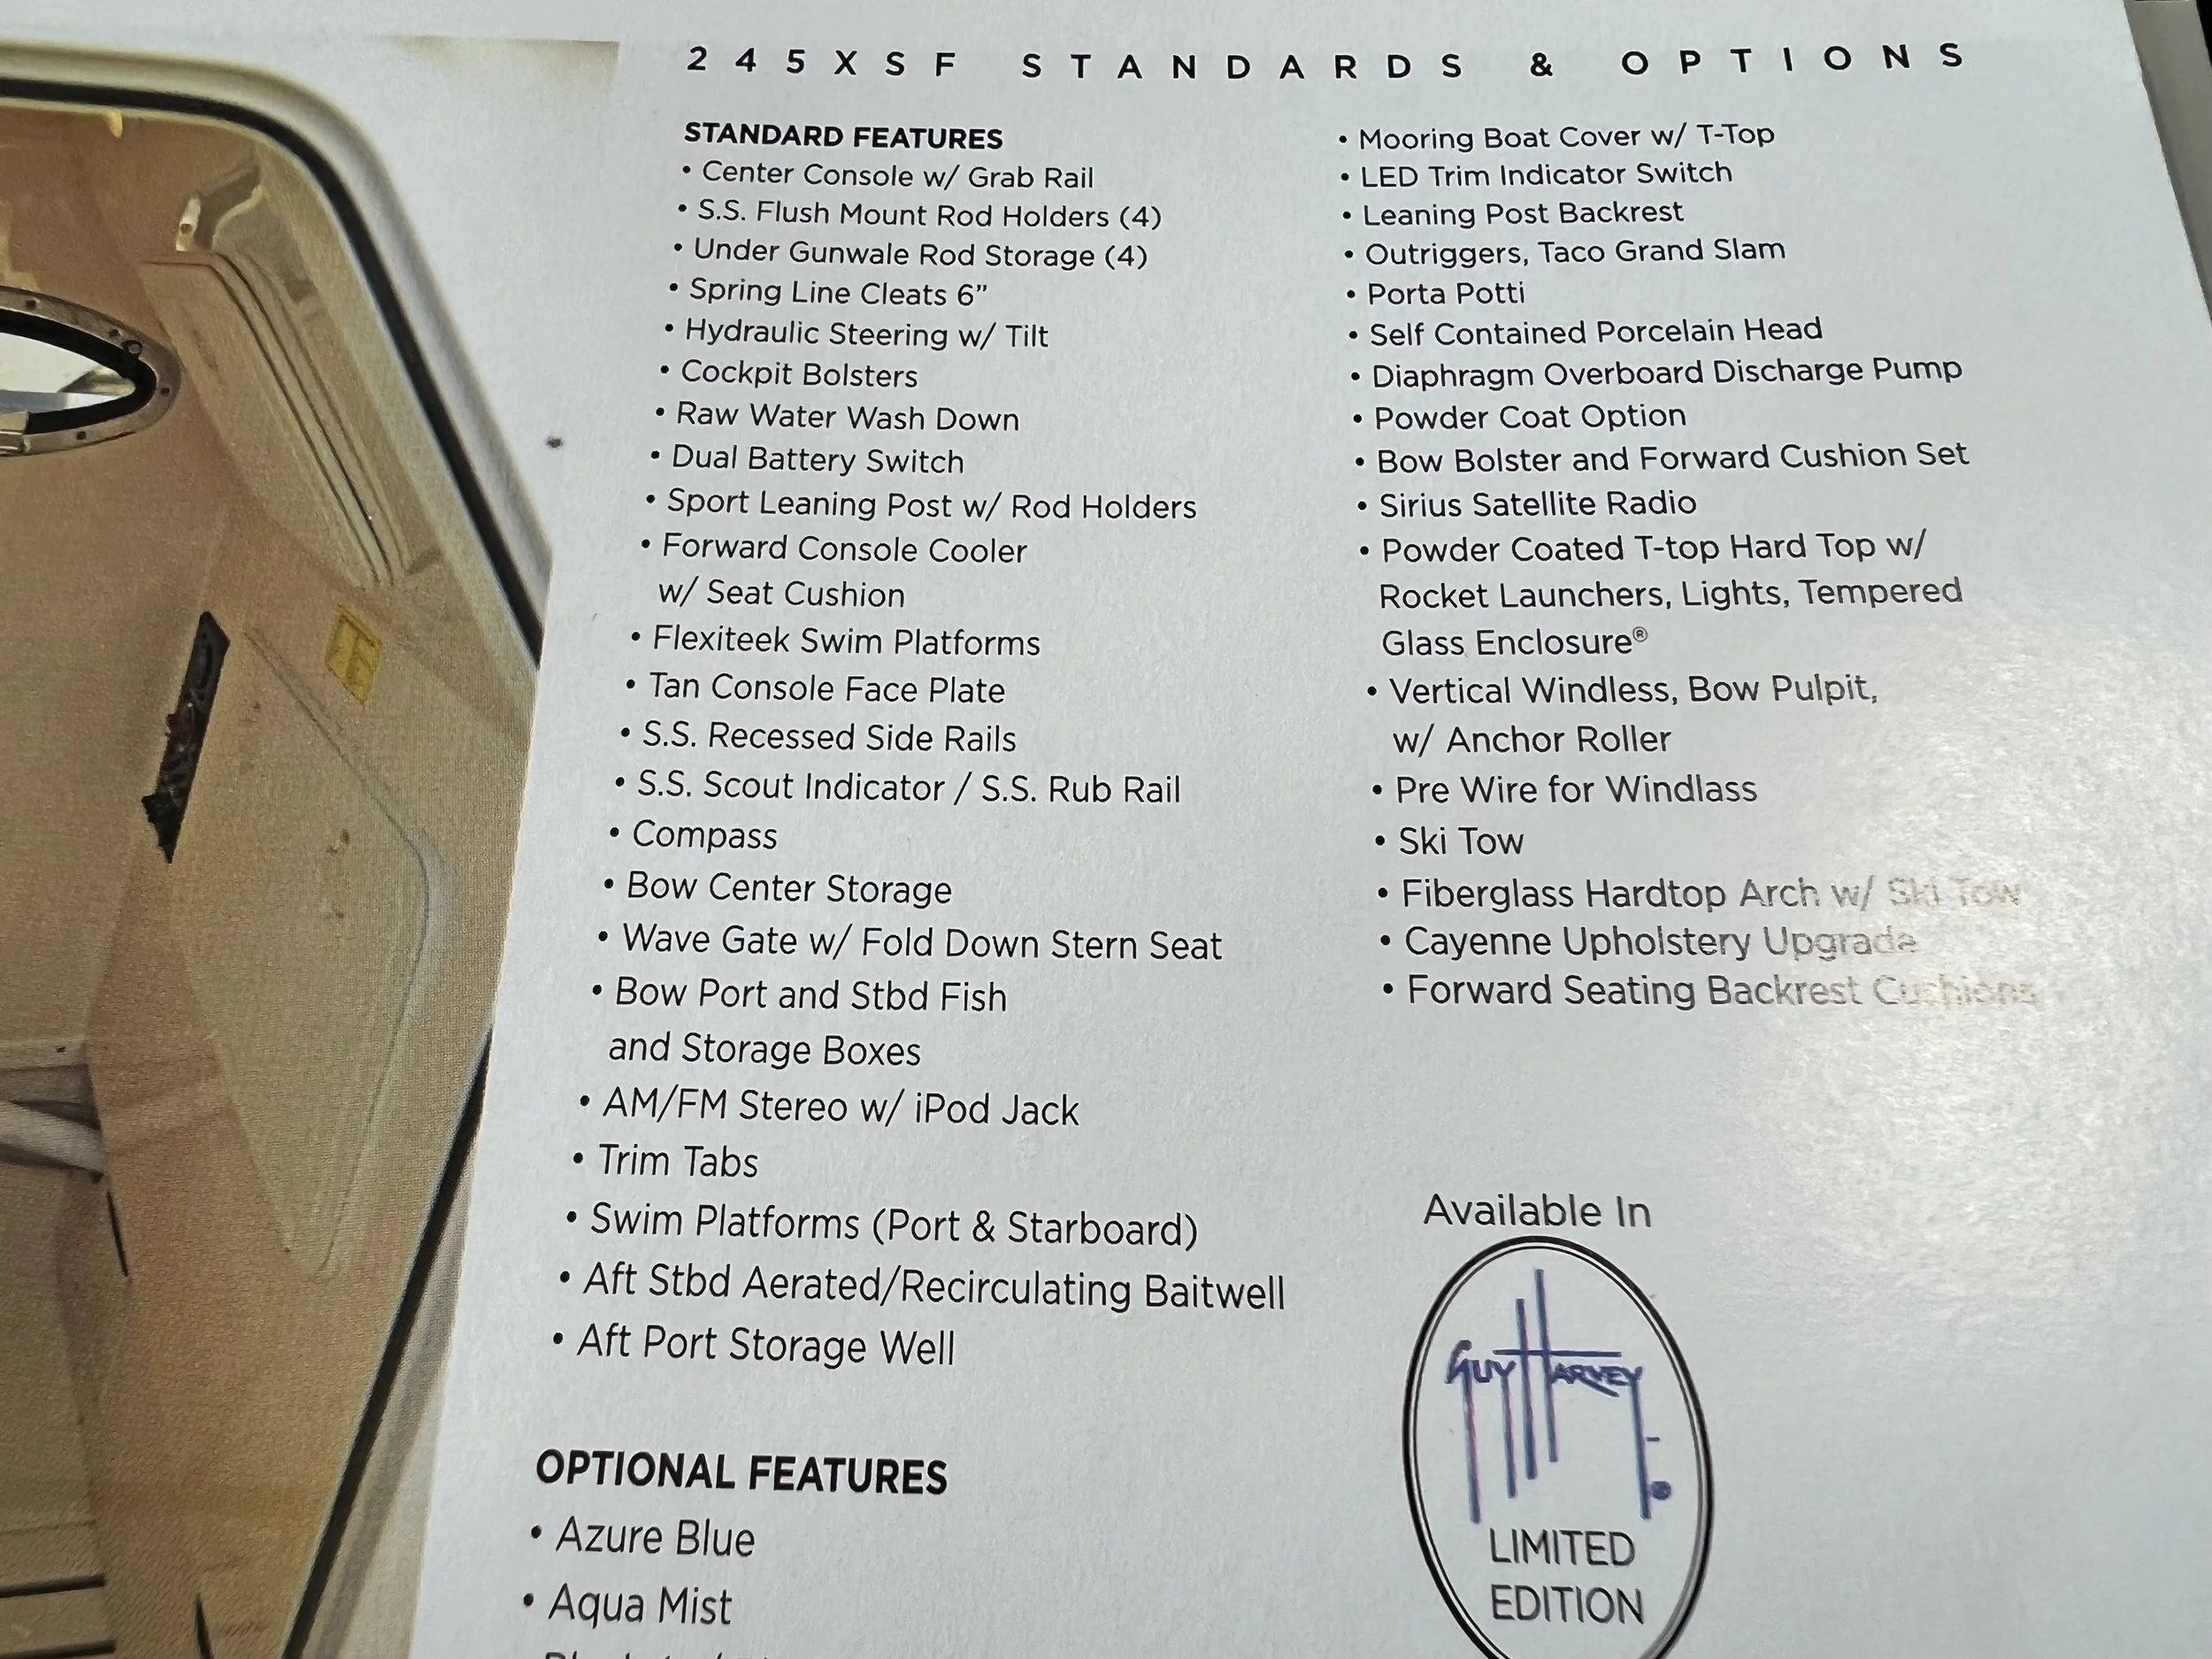 245XSF STANDARDS & OPTIONS
STANDARD FEATURES
• Center Console w/ Grab Rail
• S.S. Flush Mount Rod Holders (4)
• Under Gunwale Rod Storage (4)
• Spring Line Cleats 6”
• Hydraulic Steering w/ Tilt
• Cockpit Bolsters
• Raw Water Wash Down
• Dual Battery Switch
• Sport Leaning Post w/ Rod Holders
• Forward Console Cooler
w/ Seat Cushion
• Flexiteek Swim Platforms
• Tan Console Face Plate
• S.S. Recessed Side Rails
• S.S. Scout Indicator / S.S. Rub Rail
• Compass
• Bow Center Storage
• Wave Gate w/ Fold Down Stern Seat
• Bow Port and Stbd Fish
and Storage Boxes
• AM/FM Stereo w/ iPod Jack
• Trim Tabs
• Swim Platforms (Port & Starboard)
• Aft Stbd Aerated/Recirculating Baitwell
• Aft Port Storage Well
OPTIONAL FEATURES
• Azure Blue
• Aqua Mist
• Mooring Boat Cover w/ T-Top
• LED Trim Indicator Switch
• Leaning Post Backrest
• Outriggers, Taco Grand Slam
• Porta Potti
• Self Contained Porcelain Head
• Diaphragm Overboard Discharge Pump
• Powder Coat Option
• Bow Bolster and Forward Cushion Set
• Sirius Satellite Radio
• Powder Coated T-top Hard Top w/
Rocket Launchers, Lights, Tempered
Glass Enclosure®
• Vertical Windless, Bow Pulpit,
w/ Anchor Roller
• Pre Wire for Windlass
• Ski Tow
• Fiberglass Hardtop Arch w/ Ski Tow
• Cayenne Upholstery Upgrade
• Forward Seating Backrest Cushions
Available In
GUY HARVEY
LIMITED
EDITION